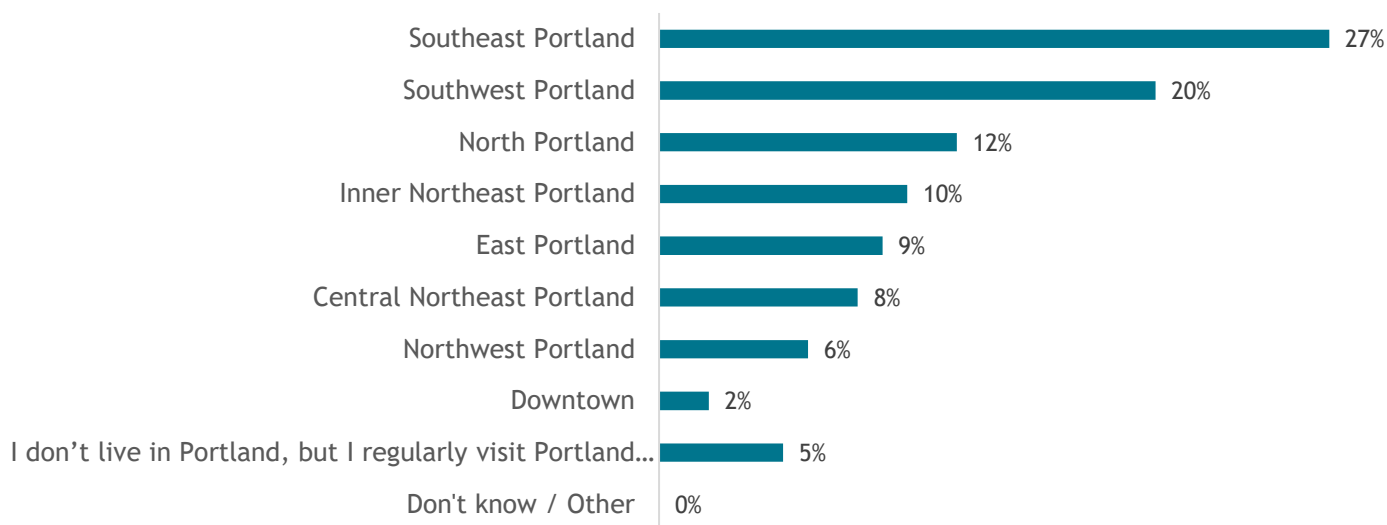 Southeast Portland 27%
Southwest Portland 20%
North Portland 12%
Inner Northeast Portland 10%
East Portland 9%
Central Northeast Portland 8%
Northwest Portland 6%
Downtown 2%
I don’t live in Portland, but I regularly visit Portland… 5%
Don't know / Other 0%